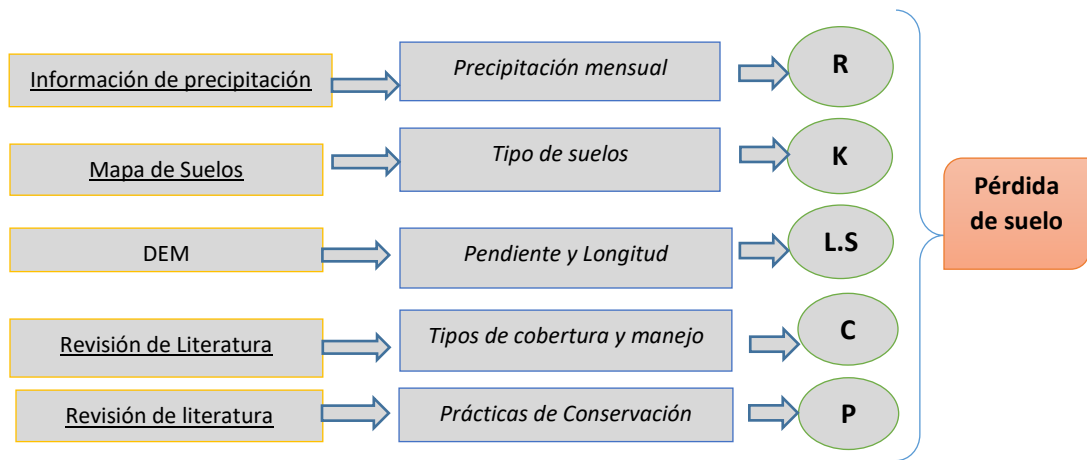 Información de precipitación
Precipitación mensual
R
Mapa de Suelos
Tipo de suelos
K
DEM
Pendiente y Longitud
L.S
Revisión de Literatura
Tipos de cobertura y manejo
C
Revisión de literatura
Prácticas de Conservación
P
Pérdida
de suelo